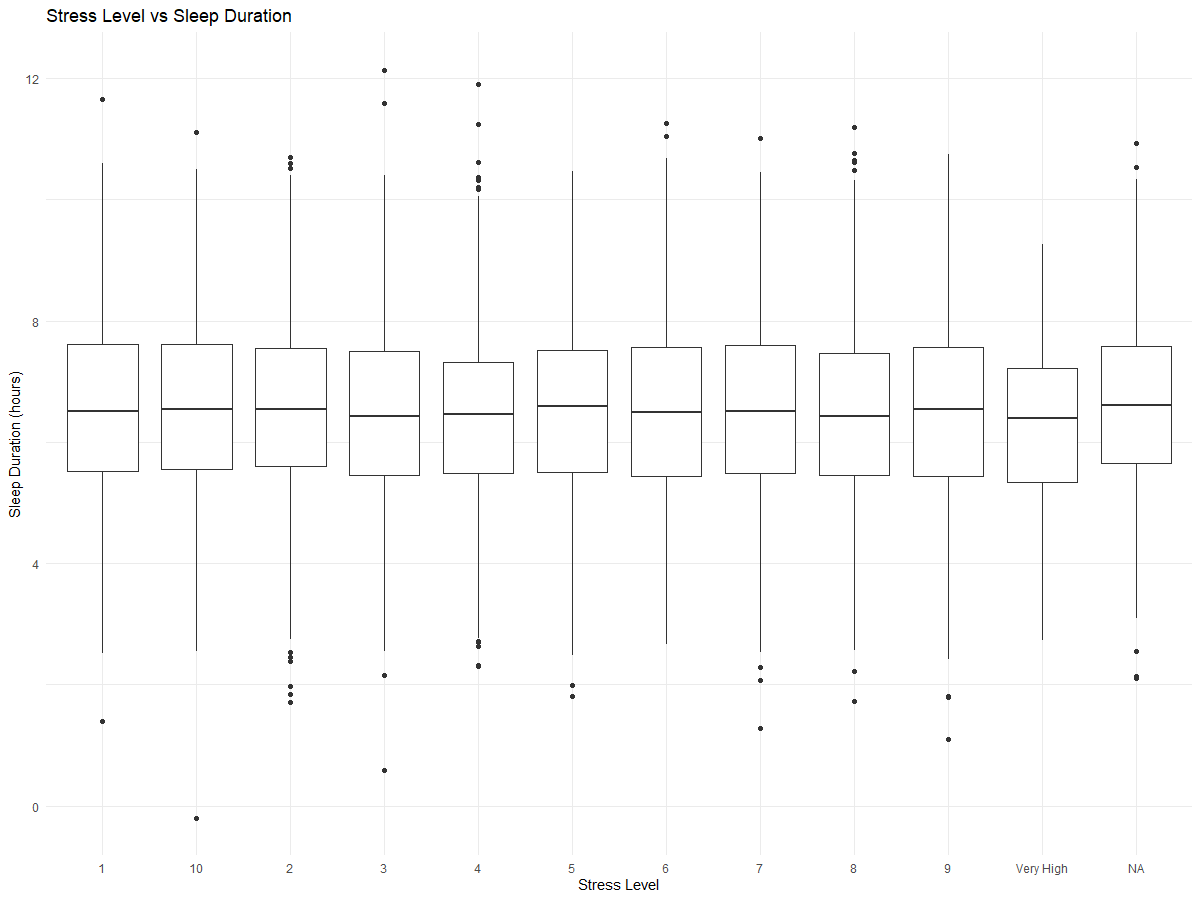 Stress Level vs Sleep Duration
12
8
4
0
Sleep Duration (hours)
1 10 2 3 4 5 6 7 8 9 Very High NA
Stress Level